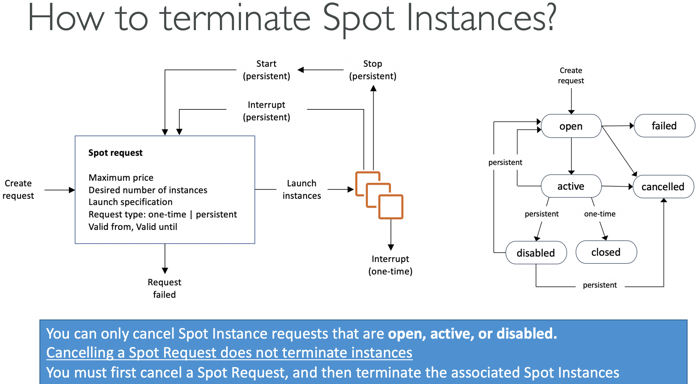 How to terminate Spot Instances?
Start
(persistent)
Stop
(persistent)
Interrupt
(persistent)
Create
request
Spot request
Maximum price
Desired number of instances
Launch specification
Request type: one-time | persistent
Valid from, Valid until
Launch
instances
Request
failed
Interrupt
(one-time)
Create
request
open
failed
persistent
active
cancelled
persistent
one-time
disabled
closed
persistent
You can only cancel Spot Instance requests that are open, active, or disabled.
Cancelling a Spot Request does not terminate instances
You must first cancel a Spot Request, and then terminate the associated Spot Instances